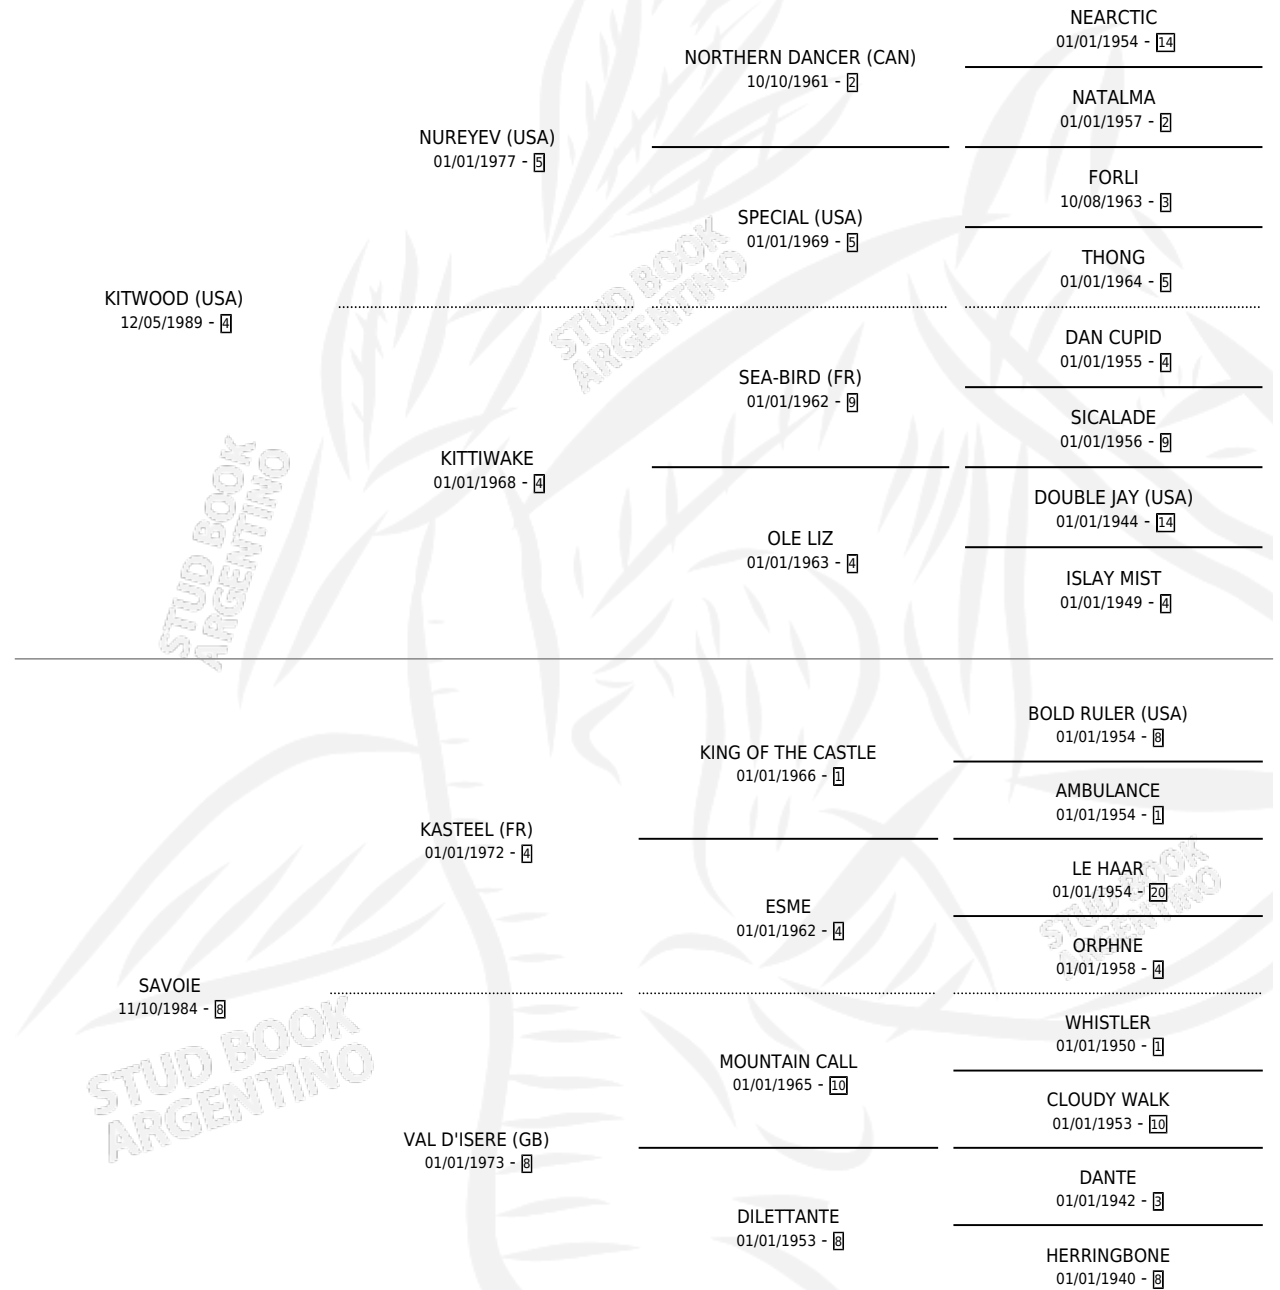 NEARCTIC
01/01/1954 - 14
NORTHERN DANCER (CAN)
10/10/1961 - 2
NATALMA
01/01/1957 - 2
NUREYEV (USA)
01/01/1977 - 5
FORLI
10/08/1963 - 3
SPECIAL (USA)
01/01/1969 - 5
THONG
01/01/1964 - 5
KITWOOD (USA)
12/05/1989 - 4
STUD BOOK
ARGENTINO
DAN CUPID
01/01/1955 - 4
SEA-BIRD (FR)
01/01/1962 - 9
SICALADE
01/01/1956 - 9
KITTIWAKE
01/01/1968 - 4
DOUBLE JAY (USA)
01/01/1944 - 14
OLE LIZ
01/01/1963 - 4
ISLAY MIST
01/01/1949 - 4
STUD BOOK
ARGENTINO
BOLD RULER (USA)
01/01/1954 - 8
KING OF THE CASTLE
01/01/1966 - 1
AMBULANCE
01/01/1954 - 1
KASTEEL (FR)
01/01/1972 - 4
LE HAAR
01/01/1954 - 20
ESME
01/01/1962 - 4
STUD BOOK
ARGENTINO
ORPHNE
01/01/1958 - 4
SAVOIE
11/10/1984 - 8
WHISTLER
01/01/1950 - 1
MOUNTAIN CALL
01/01/1965 - 10
STUD BOOK
ARGENTINO
CLOUDY WALK
01/01/1953 - 10
VAL D'ISERE (GB)
01/01/1973 - 8
DANTE
01/01/1942 - 3
DILETTANTE
01/01/1953 - 8
HERRINGBONE
01/01/1940 - 8